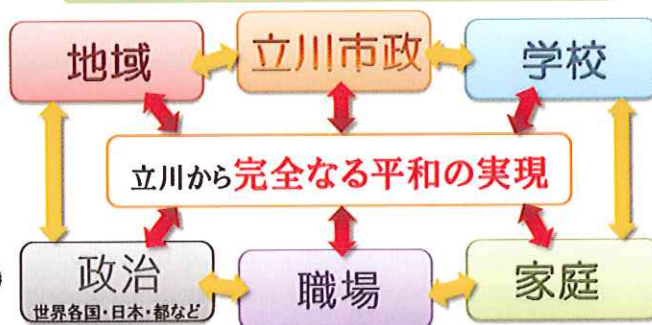 地域
立川市政
学校
立川から完全なる平和の実現
政治
世界各国・日本・都など
職場
家庭